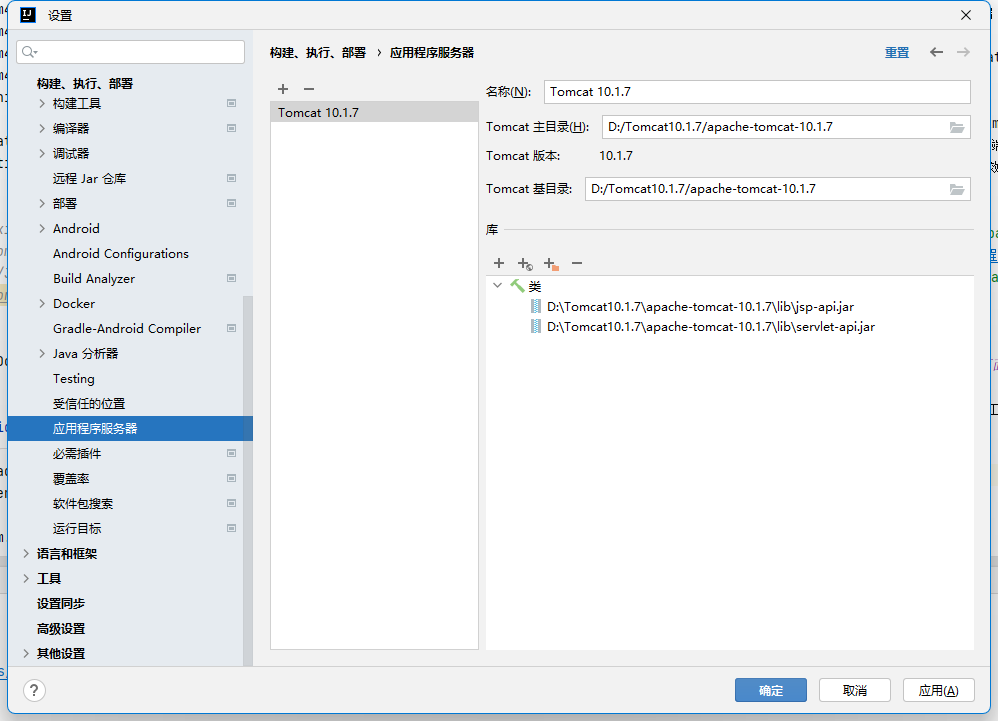 设置
构建、执行、部署
构建工具
编译器
调试器
远程 Jar 仓库
部署
Android
Android Configurations
Build Analyzer
Docker
Gradle-Android Compiler
Java 分析器
Testing
受信任的位置
应用程序服务器
必需插件
覆盖率
软件包搜索
运行目标
语言和框架
工具
设置同步
高级设置
其他设置
构建、执行、部署 › 应用程序服务器
重置
Tomcat 10.1.7
名称(N): Tomcat 10.1.7
Tomcat 主目录(H): D:/Tomcat10.1.7/apache-tomcat-10.1.7
Tomcat 版本: 10.1.7
Tomcat 基目录: D:/Tomcat10.1.7/apache-tomcat-10.1.7
库
类
D:\Tomcat10.1.7\apache-tomcat-10.1.7\lib\jsp-api.jar
D:\Tomcat10.1.7\apache-tomcat-10.1.7\lib\servlet-api.jar
?
确定
取消
应用(A)